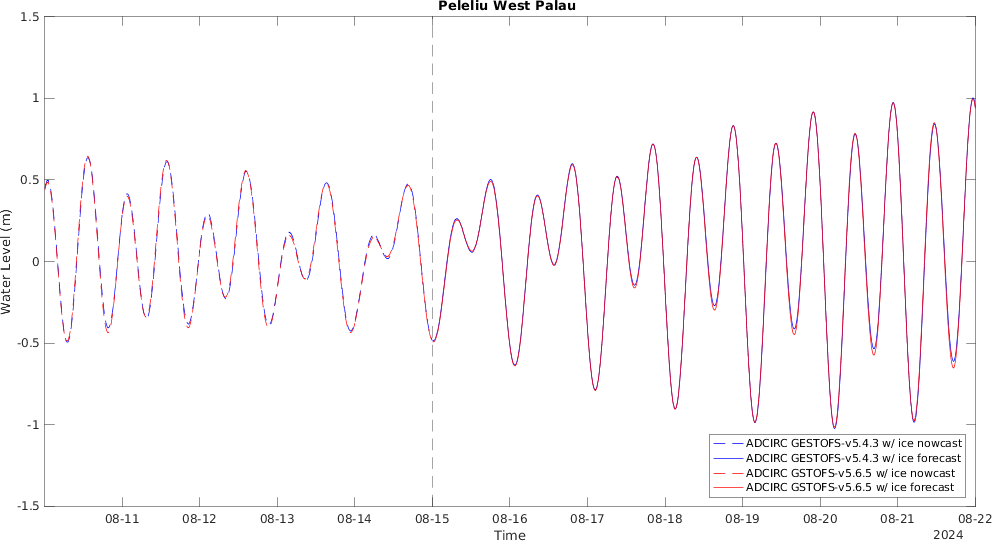 Peleliu West Palau
1.5
1
0.5
0
-0.5
-1
-1.5
Water Level (m)
ADCIRC GESTOFS-v5.4.3 w/ ice nowcast
ADCIRC GESTOFS-v5.4.3 w/ ice forecast
ADCIRC GSTOFS-v5.6.5 w/ ice nowcast
ADCIRC GSTOFS-v5.6.5 w/ ice forecast
08-11 08-12 08-13 08-14 08-15 08-16 08-17 08-18 08-19 08-20 08-21 08-22
Time
2024